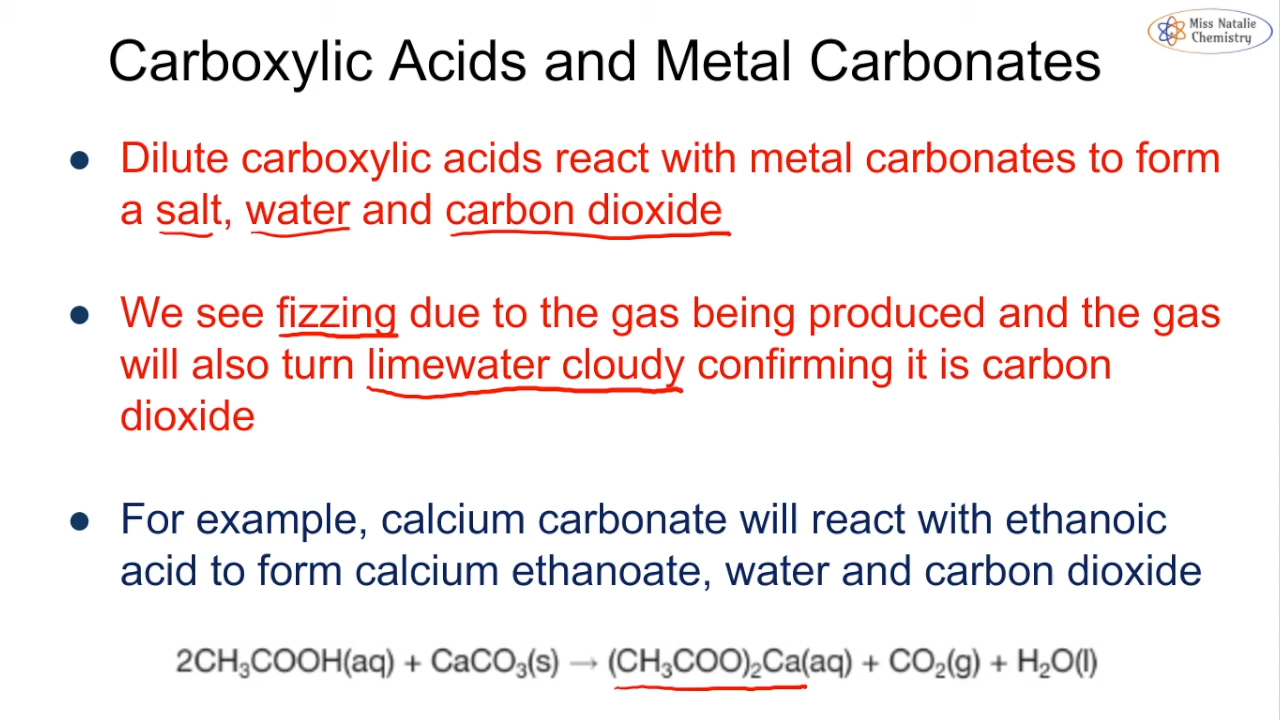 Miss Natalie
Chemistry
Carboxylic Acids and Metal Carbonates
● Dilute carboxylic acids react with metal carbonates to form
a salt, water and carbon dioxide
● We see fizzing due to the gas being produced and the gas
will also turn limewater cloudy confirming it is carbon
dioxide
● For example, calcium carbonate will react with ethanoic
acid to form calcium ethanoate, water and carbon dioxide
2CH₃COOH(aq) + CaCO₃(s) → (CH₃COO)₂Ca(aq) + CO₂(g) + H₂O(l)